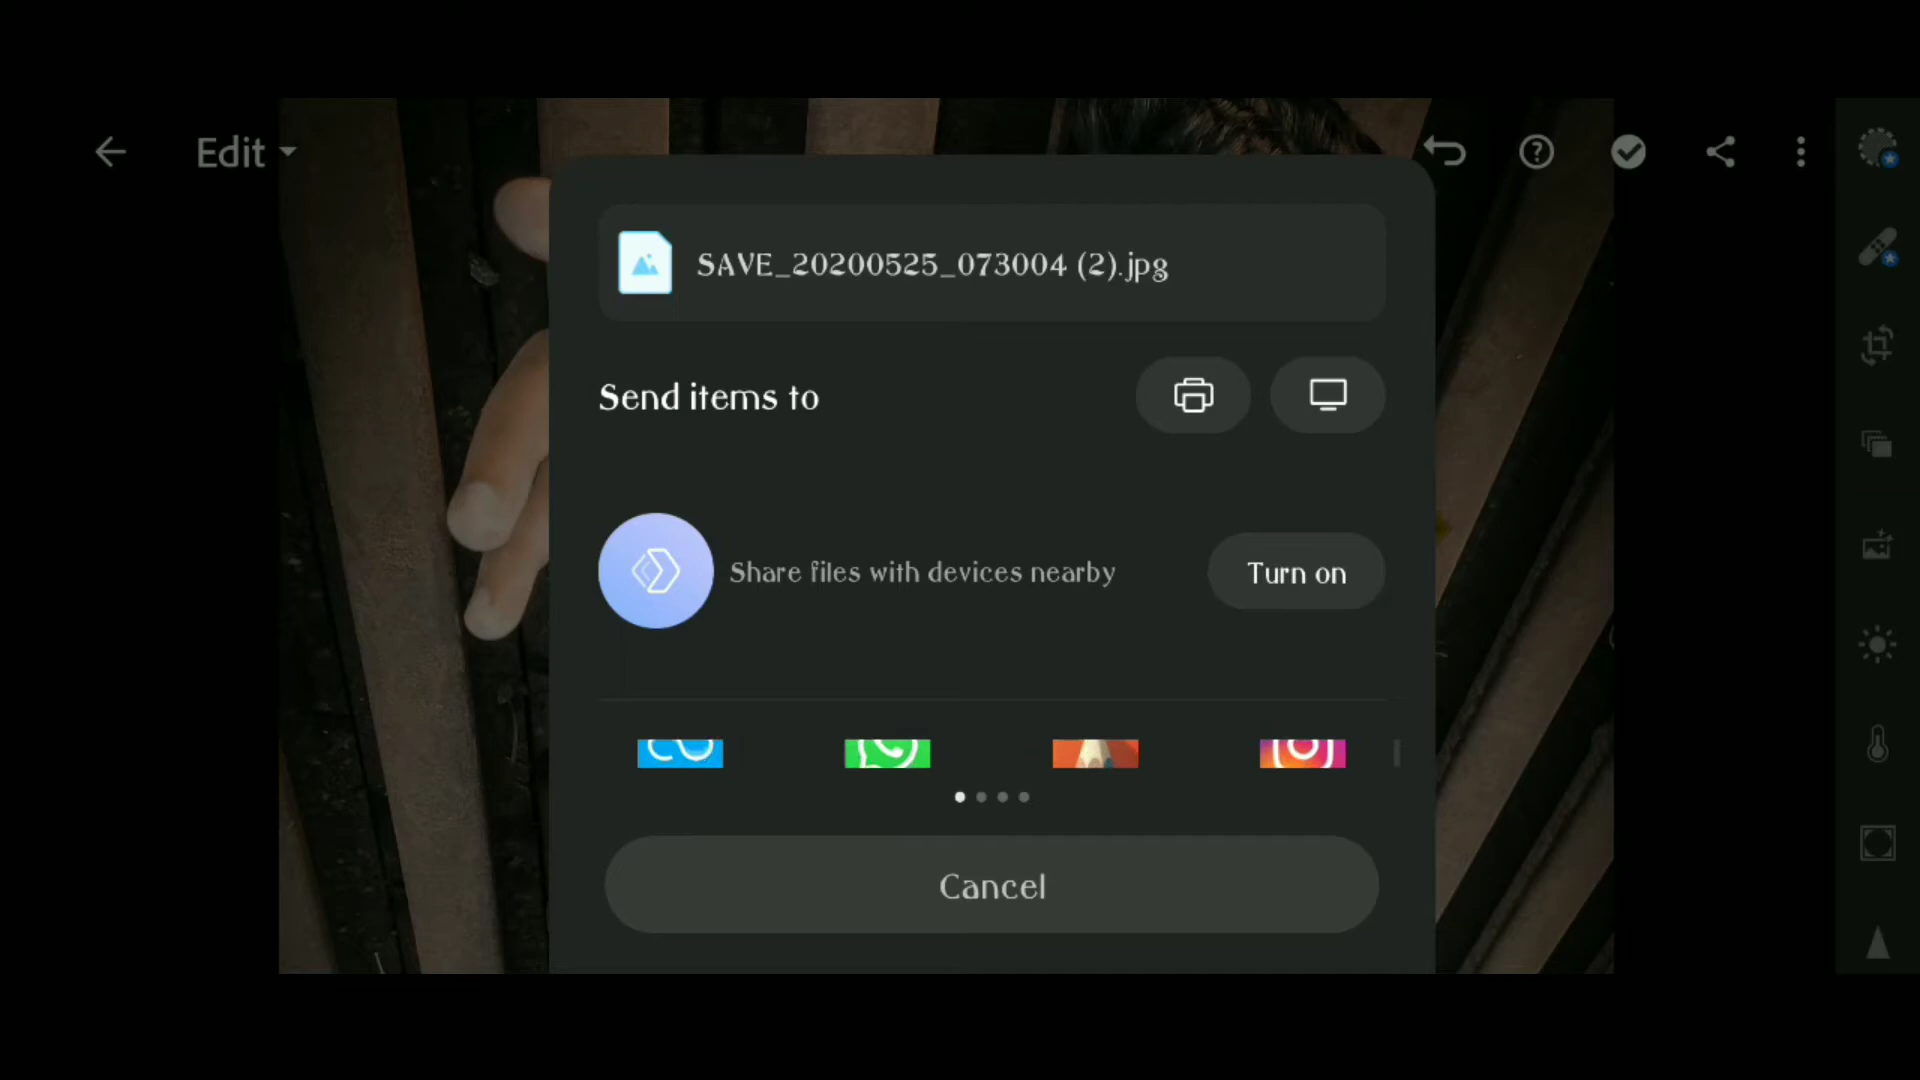 Edit
SAVE_20200525_073004 (2).jpg
Send items to
Share files with devices nearby
Turn on
Cancel